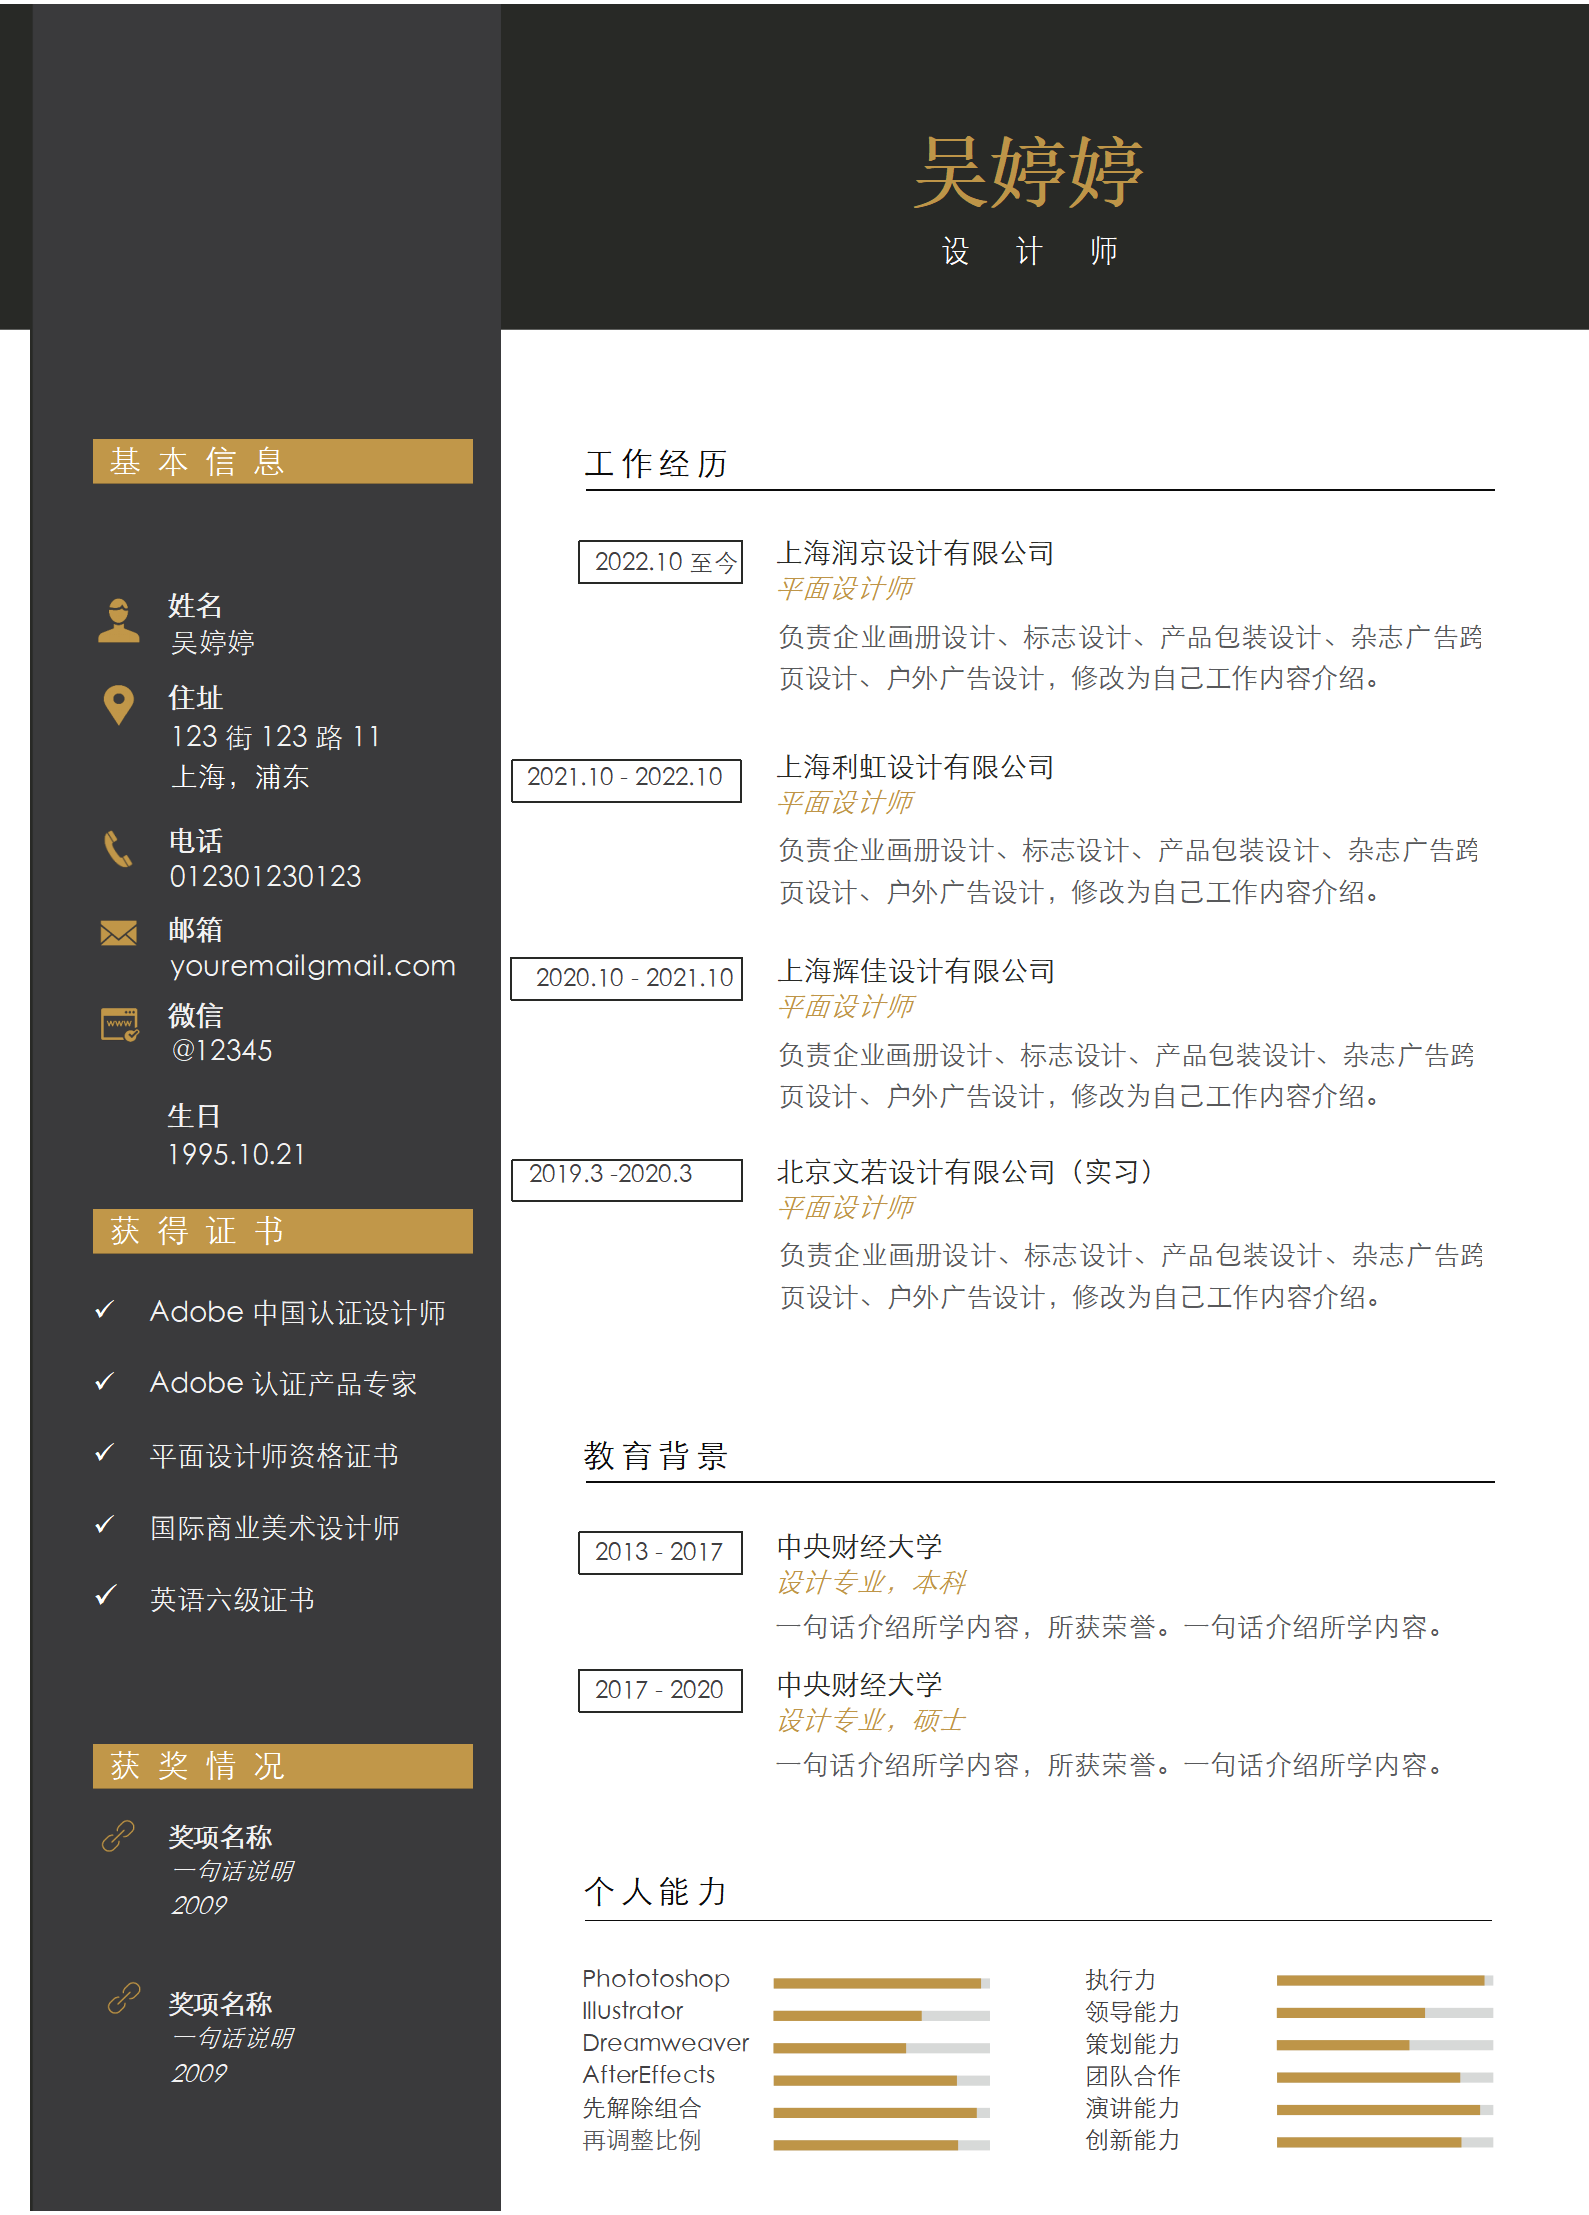 吴婷婷
设 计 师
基 本 信 息
姓名
吴婷婷
住址
123 街 123 路 11
上海，浦东
电话
012301230123
邮箱
youremailgmail.com
www
微信
@12345
生日
1995.10.21
获 得 证 书
Adobe 中国认证设计师
Adobe 认证产品专家
平面设计师资格证书
国际商业美术设计师
英语六级证书
获 奖 情 况
奖项名称
一句话说明
2009
奖项名称
一句话说明
2009
工作经历
2022.10 至今
上海润京设计有限公司
平面设计师
负责企业画册设计、标志设计、产品包装设计、杂志广告跨
页设计、户外广告设计，修改为自己工作内容介绍。
2021.10 - 2022.10
上海利虹设计有限公司
平面设计师
负责企业画册设计、标志设计、产品包装设计、杂志广告跨
页设计、户外广告设计，修改为自己工作内容介绍。
2020.10 - 2021.10
上海辉佳设计有限公司
平面设计师
负责企业画册设计、标志设计、产品包装设计、杂志广告跨
页设计、户外广告设计，修改为自己工作内容介绍。
2019.3 -2020.3
北京文若设计有限公司（实习）
平面设计师
负责企业画册设计、标志设计、产品包装设计、杂志广告跨
页设计、户外广告设计，修改为自己工作内容介绍。
教育背景
2013 - 2017
中央财经大学
设计专业，本科
一句话介绍所学内容，所获荣誉。一句话介绍所学内容。
2017 - 2020
中央财经大学
设计专业，硕士
一句话介绍所学内容，所获荣誉。一句话介绍所学内容。
个人能力
Phototoshop
Illustrator
Dreamweaver
AfterEffects
先解除组合
再调整比例
执行力
领导能力
策划能力
团队合作
演讲能力
创新能力